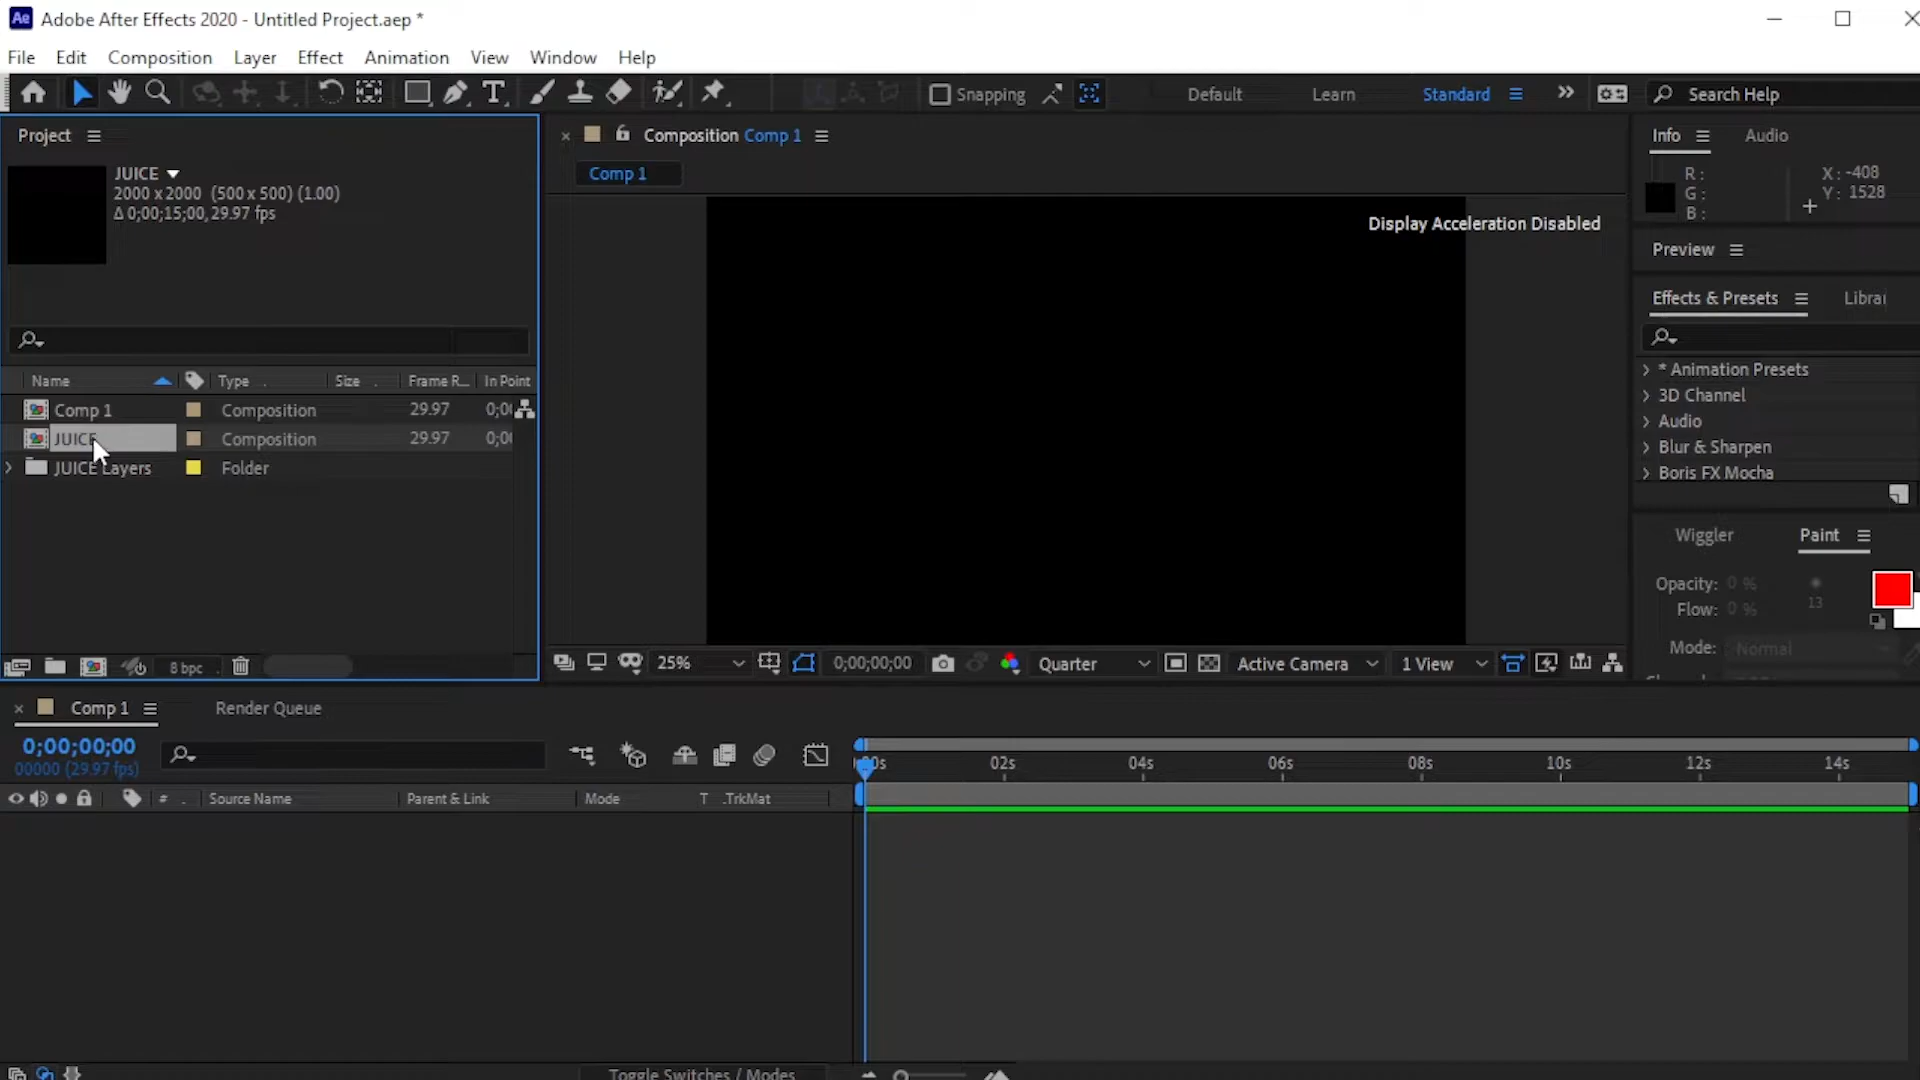 Ae Adobe After Effects 2020 - Untitled Project.aep *
File Edit Composition Layer Effect Animation View Window Help
T Snapping Default Learn Standard Search Help
Project
JUICE
2000 x 2000 (500 x 500) (1.00)
Δ 0;00;15;00, 29.97 fps
Name Type Size Frame R... In Point
Comp 1 Composition 29.97
JUICE Composition 29.97
JUICE Layers Folder
8 bpc
Composition Comp 1
Comp 1
Display Acceleration Disabled
25% 0;00;00;00 Quarter Active Camera 1 View
Info Audio
R :
G :
B :
X : -408
Y : 1528
Preview
Effects & Presets
* Animation Presets
3D Channel
Audio
Blur & Sharpen
Boris FX Mocha
Wiggler Paint
Opacity: 0 %
Flow: 0 %
13
Mode: Normal
Comp 1 Render Queue
0;00;00;00
00000 (29.97 fps)
# Source Name Parent & Link Mode T .TrkMat
02s 04s 06s 08s 10s 12s 14s
Toggle Switches / Modes